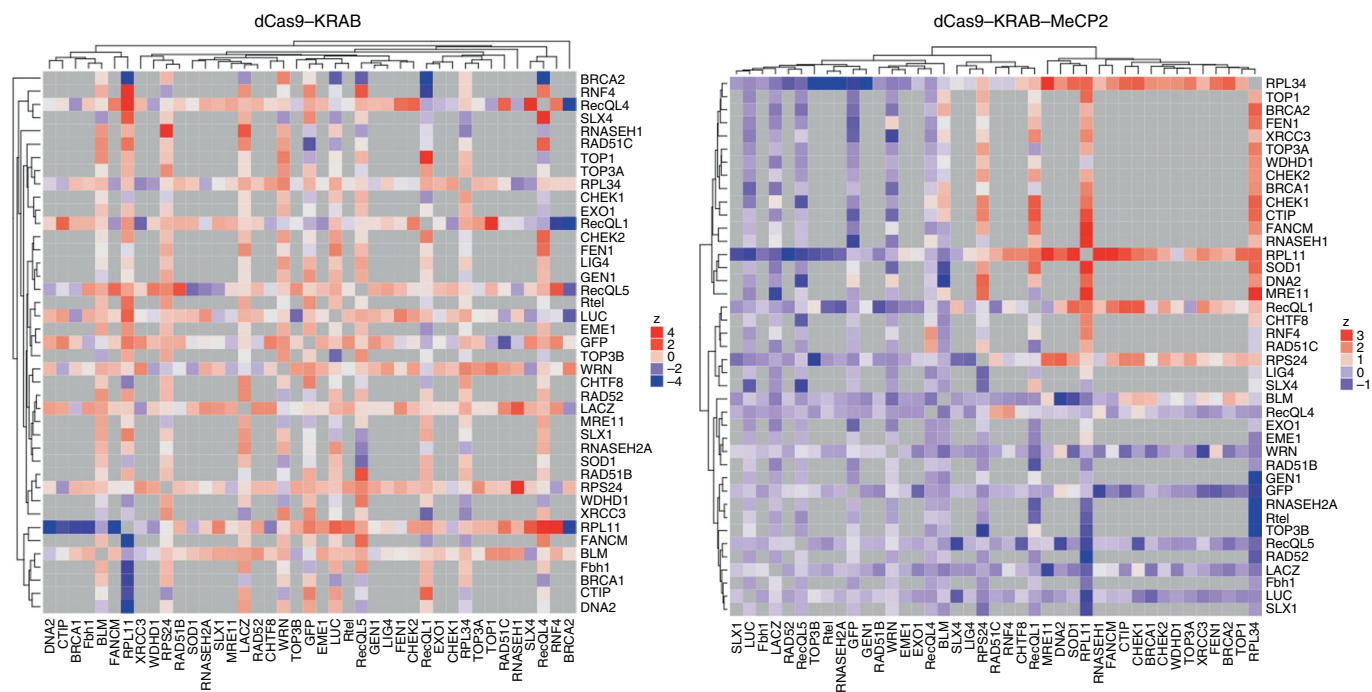 dCas9–KRAB
BRCA2
RNF4
RecQL4
SLX4
RNASEH1
RAD51C
TOP1
TOP3A
RPL34
CHEK1
EXO1
RecQL1
CHEK2
FEN1
LIG4
GEN1
RecQL5
Rtel
LUC
EME1
GFP
TOP3B
WRN
CHTF8
RAD52
LACZ
MRE11
SLX1
RNASEH2A
SOD1
RAD51B
RPS24
WDHD1
XRCC3
RPL11
FANCM
BLM
Fbh1
BRCA1
CTIP
DNA2
z
4
2
0
−2
−4
DNA2
CTIP
BRCA1
Fbh1
BLM
RPL11
FANCM
XRCC3
WDHD1
RPS24
RAD51B
SOD1
RNASEH2A
SLX1
MRE11
LACZ
RAD52
CHTF8
WRN
TOP3B
GFP
EME1
LUC
Rtel
RecQL5
GEN1
LIG4
FEN1
CHEK2
RecQL1
EXO1
CHEK1
RPL34
TOP3A
TOP1
RAD51C
RNASEH1
SLX4
RecQL4
RNF4
BRCA2
dCas9–KRAB–MeCP2
RPL34
TOP1
BRCA2
FEN1
XRCC3
TOP3A
WDHD1
CHEK2
BRCA1
CHEK1
CTIP
FANCM
RNASEH1
RPL11
SOD1
DNA2
MRE11
RecQL1
CHTF8
RNF4
RAD51C
RPS24
LIG4
SLX4
BLM
RecQL4
EXO1
EME1
WRN
RAD51B
GEN1
GFP
RNASEH2A
Rtel
TOP3B
RecQL5
RAD52
LACZ
Fbh1
LUC
SLX1
z
3
2
1
0
−1
SLX1
LUC
Fbh1
LACZ
RAD52
RecQL5
TOP3B
Rtel
RNASEH2A
GFP
GEN1
RAD51B
WRN
EME1
EXO1
RecQL4
BLM
SLX4
LIG4
RPS24
RAD51C
RNF4
CHTF8
RecQL1
MRE11
DNA2
SOD1
RPL11
RNASEH1
FANCM
CTIP
CHEK1
BRCA1
CHEK2
WDHD1
TOP3A
XRCC3
FEN1
BRCA2
TOP1
RPL34